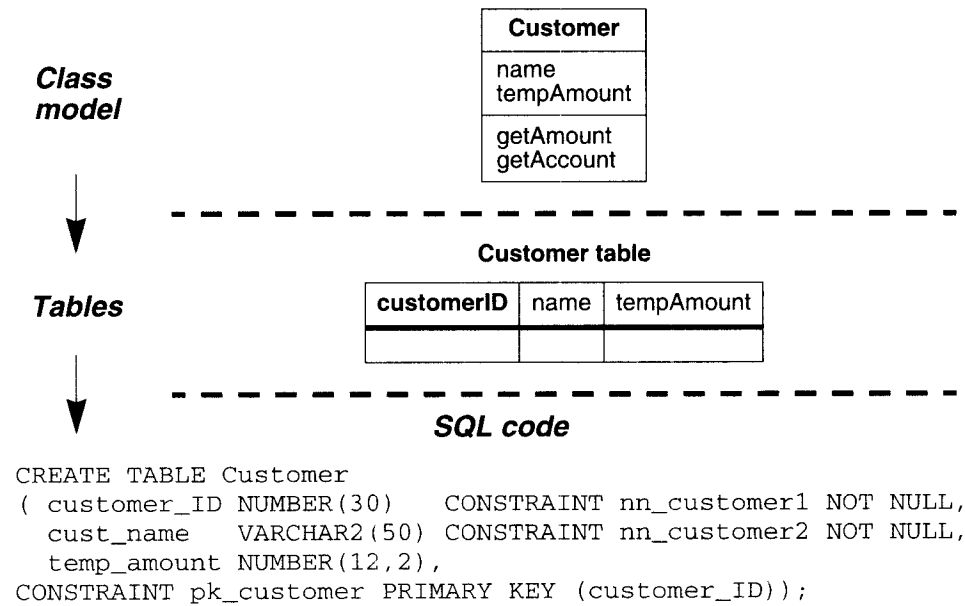 Customer
Class
model
name
tempAmount
getAmount
getAccount
Customer table
Tables
customerID name tempAmount
SQL code
CREATE TABLE Customer
( customer_ID NUMBER(30) CONSTRAINT nn_customer1 NOT NULL,
cust_name VARCHAR2(50) CONSTRAINT nn_customer2 NOT NULL,
temp_amount NUMBER(12,2),
CONSTRAINT pk_customer PRIMARY KEY (customer_ID));